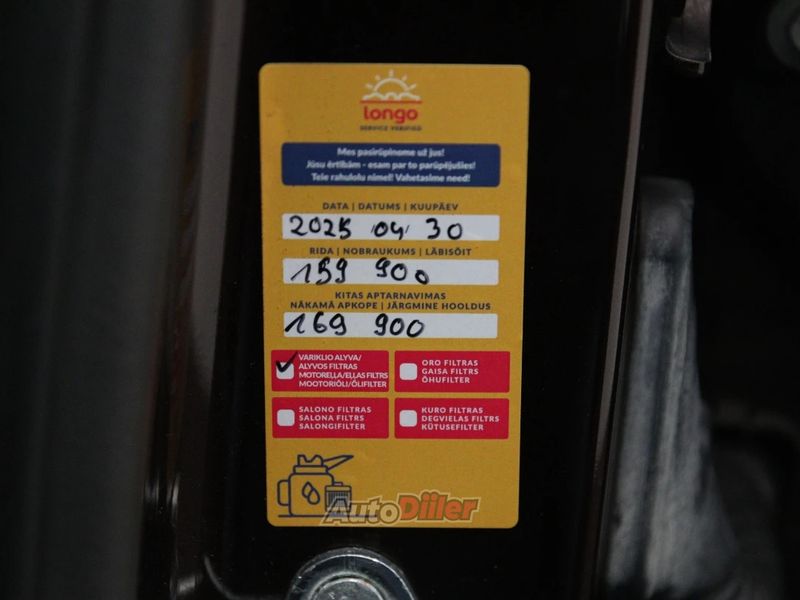 longo
SERVICE VERIFIED
Mes pasirūpinome už jus!
Jūsu ērtībām - esam par to parūpējušies!
Teie rahulolu nimel! Vahetasime need!
DATA | DATUMS | KUUPÄEV
2025 04 30
RIDA | NOBRAUKUMS | LÄBISÕIT
159 900
KITAS APTARNAVIMAS
NĀKAMĀ APKOPE | JÄRGMINE HOOLDUS
169 900
VARIKLIO ALYVA/
ALYVOS FILTRAS
MOTOREĻĻA/EĻĻAS FILTRS
MOOTORIÕLI/ÕLIFILTER
ORO FILTRAS
GAISA FILTRS
ÕHUFILTER
SALONO FILTRAS
SALONA FILTRS
SALONGIFILTER
KURO FILTRAS
DEGVIELAS FILTRS
KÜTUSEFILTER
AutoDiiler